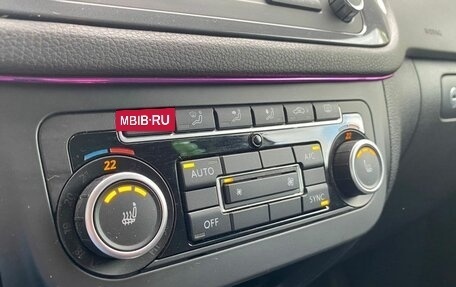 MBIB·RU
22
22
AUTO
A/C
OFF
SYNC